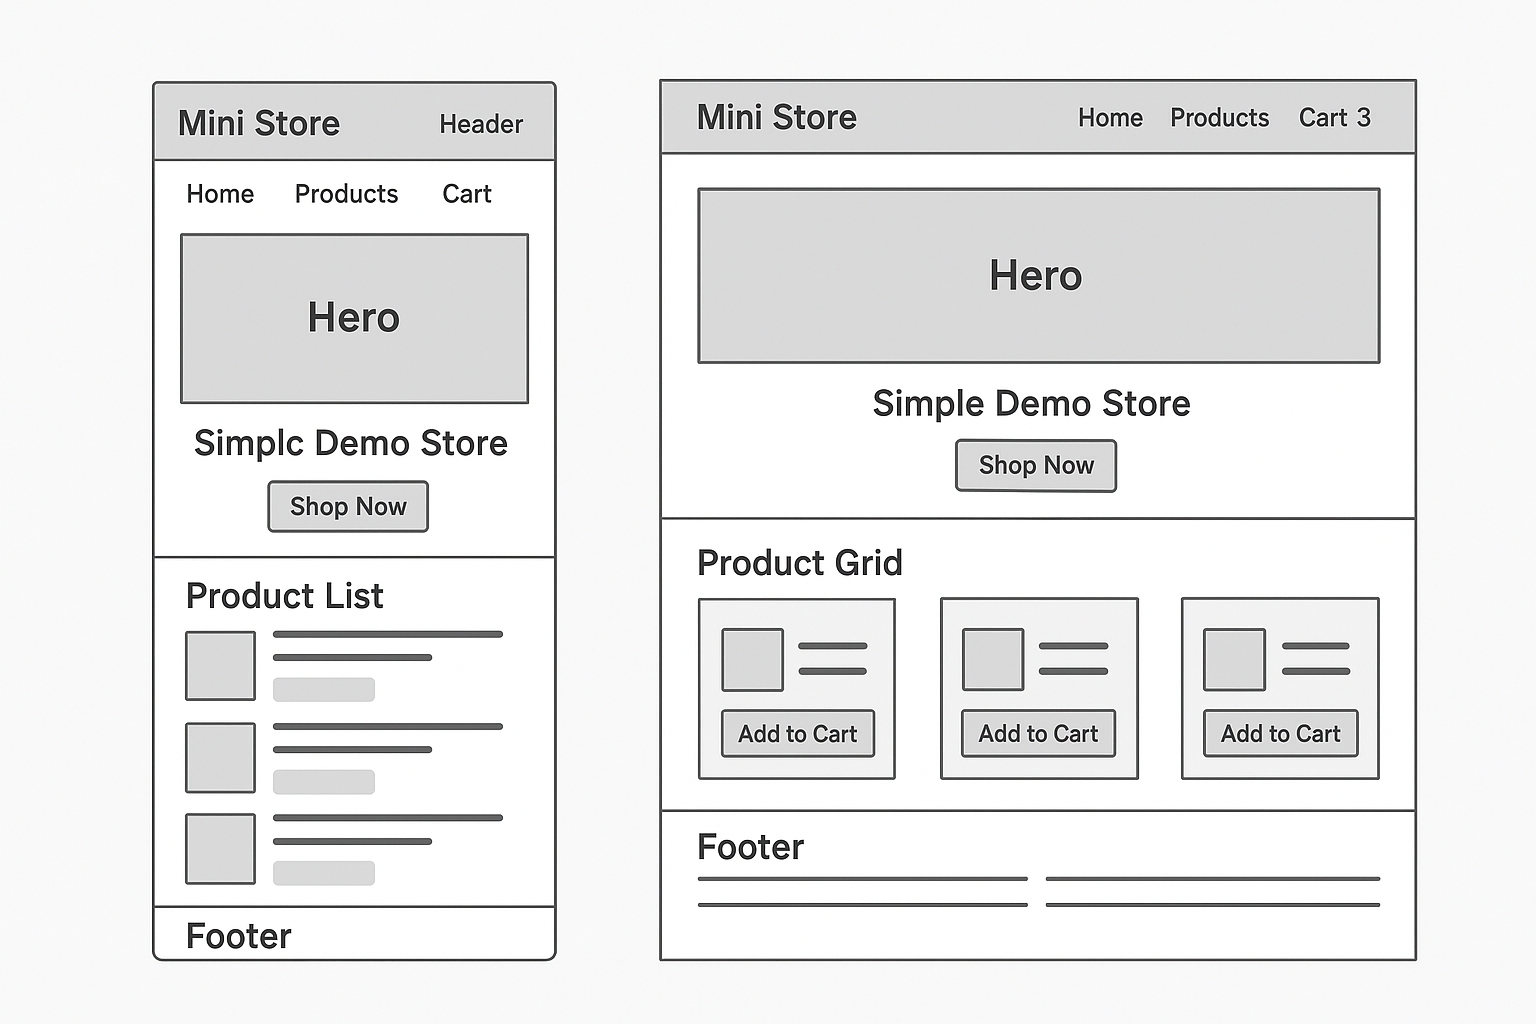 Mini Store
Header
Home Products Cart
Hero
Simplc Demo Store
Shop Now
Product List
Footer
Mini Store
Home Products Cart 3
Hero
Simple Demo Store
Shop Now
Product Grid
Add to Cart
Add to Cart
Add to Cart
Footer